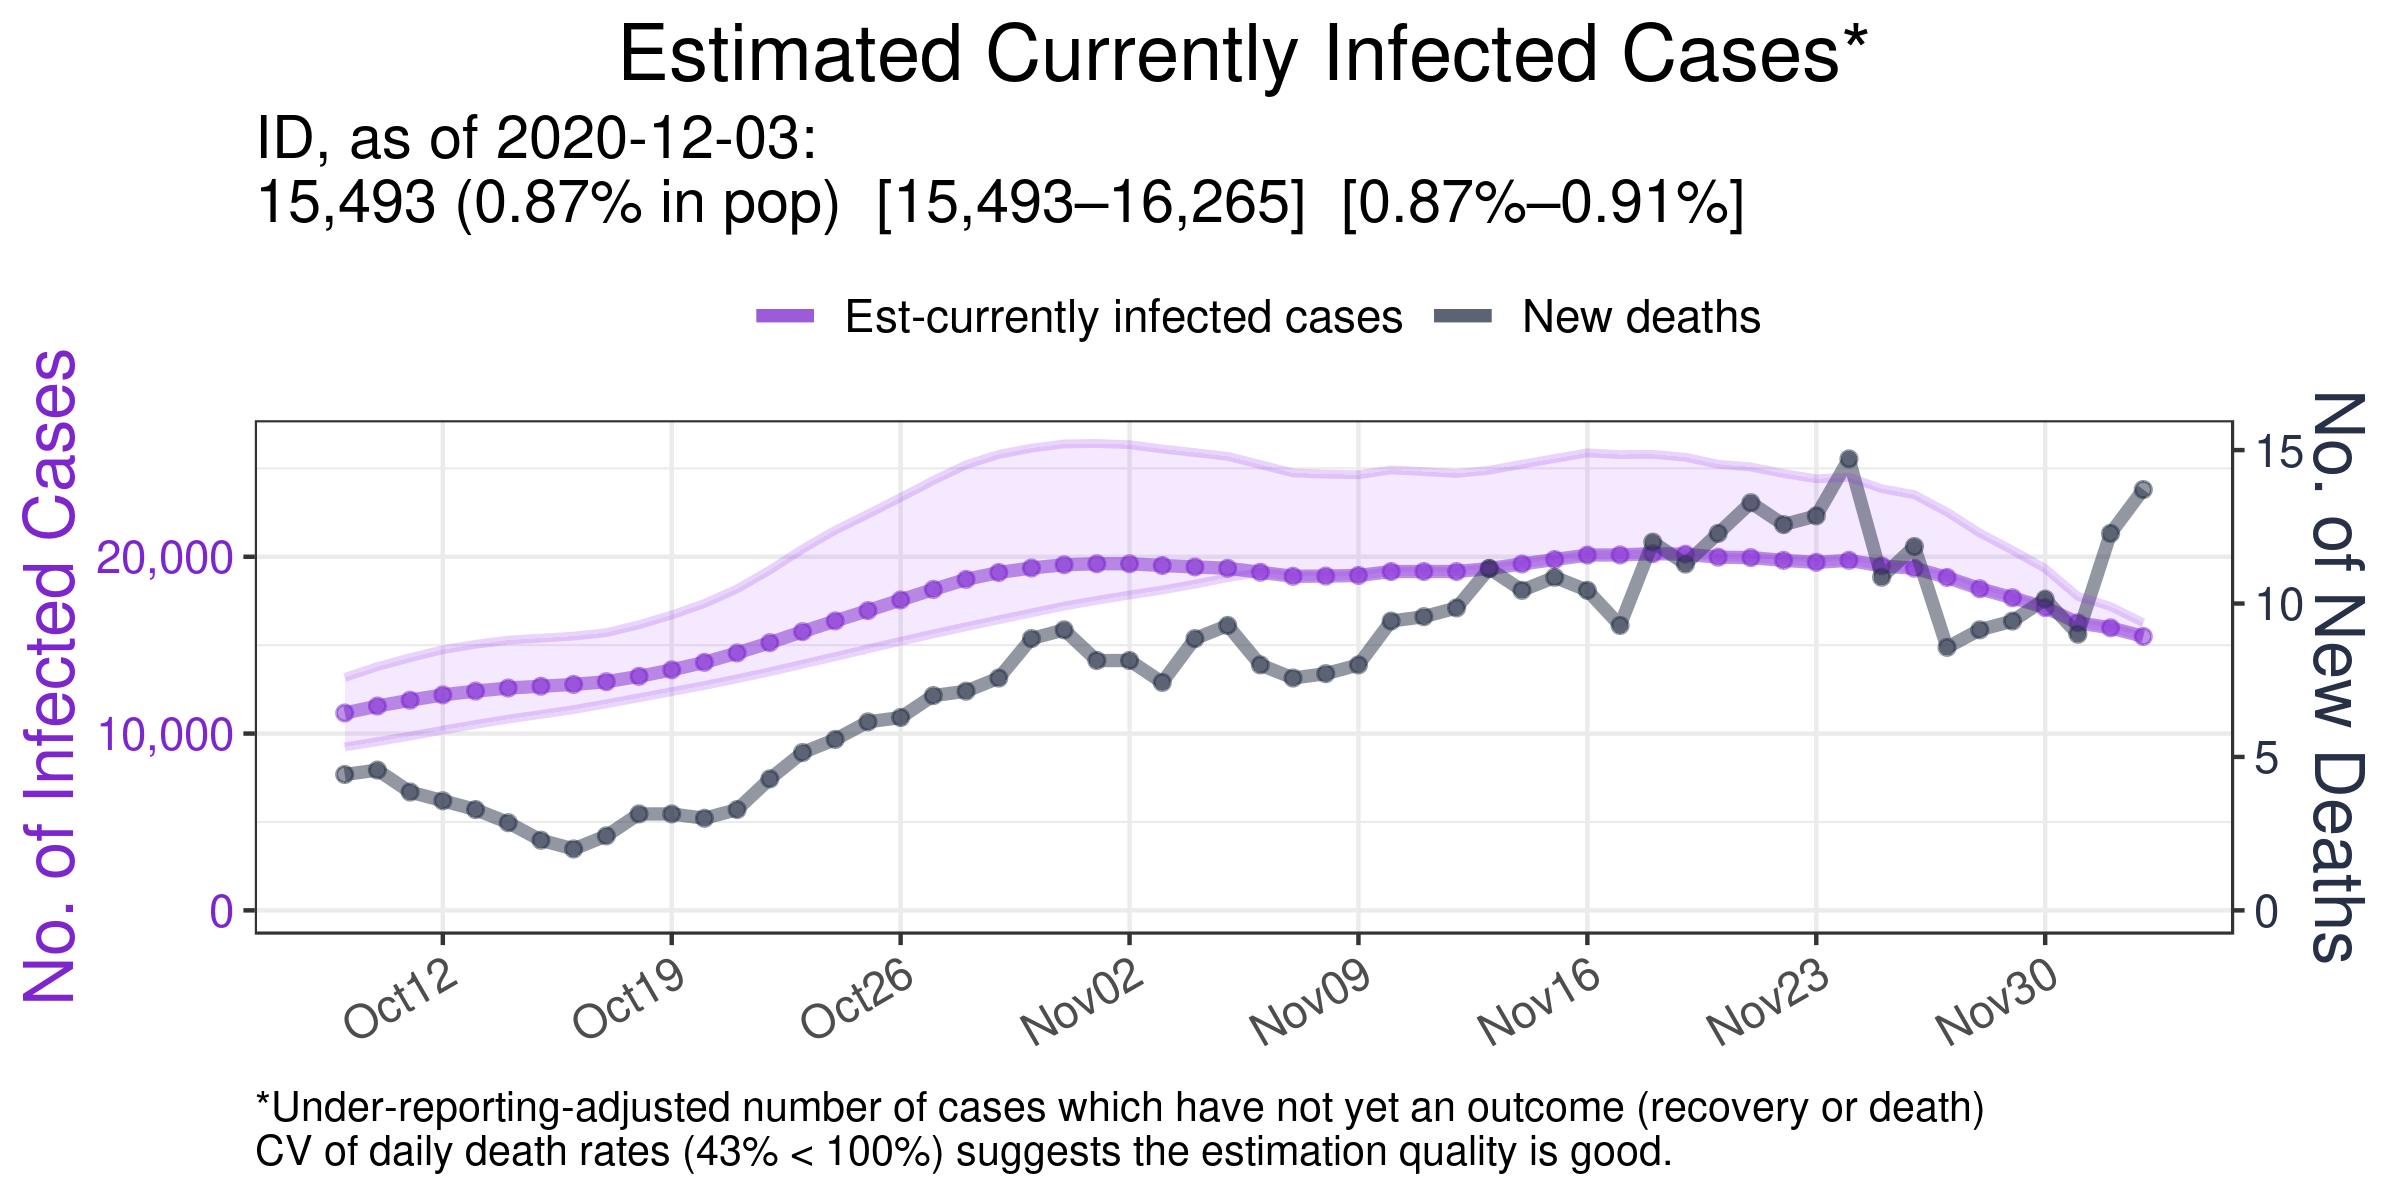 Estimated Currently Infected Cases*
ID, as of 2020-12-03:
15,493 (0.87% in pop)  [15,493–16,265]  [0.87%–0.91%]
Est-currently infected cases
New deaths
No. of Infected Cases
20,000
10,000
0
15
10
5
0
No. of New Deaths
Oct12
Oct19
Oct26
Nov02
Nov09
Nov16
Nov23
Nov30
*Under-reporting-adjusted number of cases which have not yet an outcome (recovery or death)
CV of daily death rates (43% < 100%) suggests the estimation quality is good.